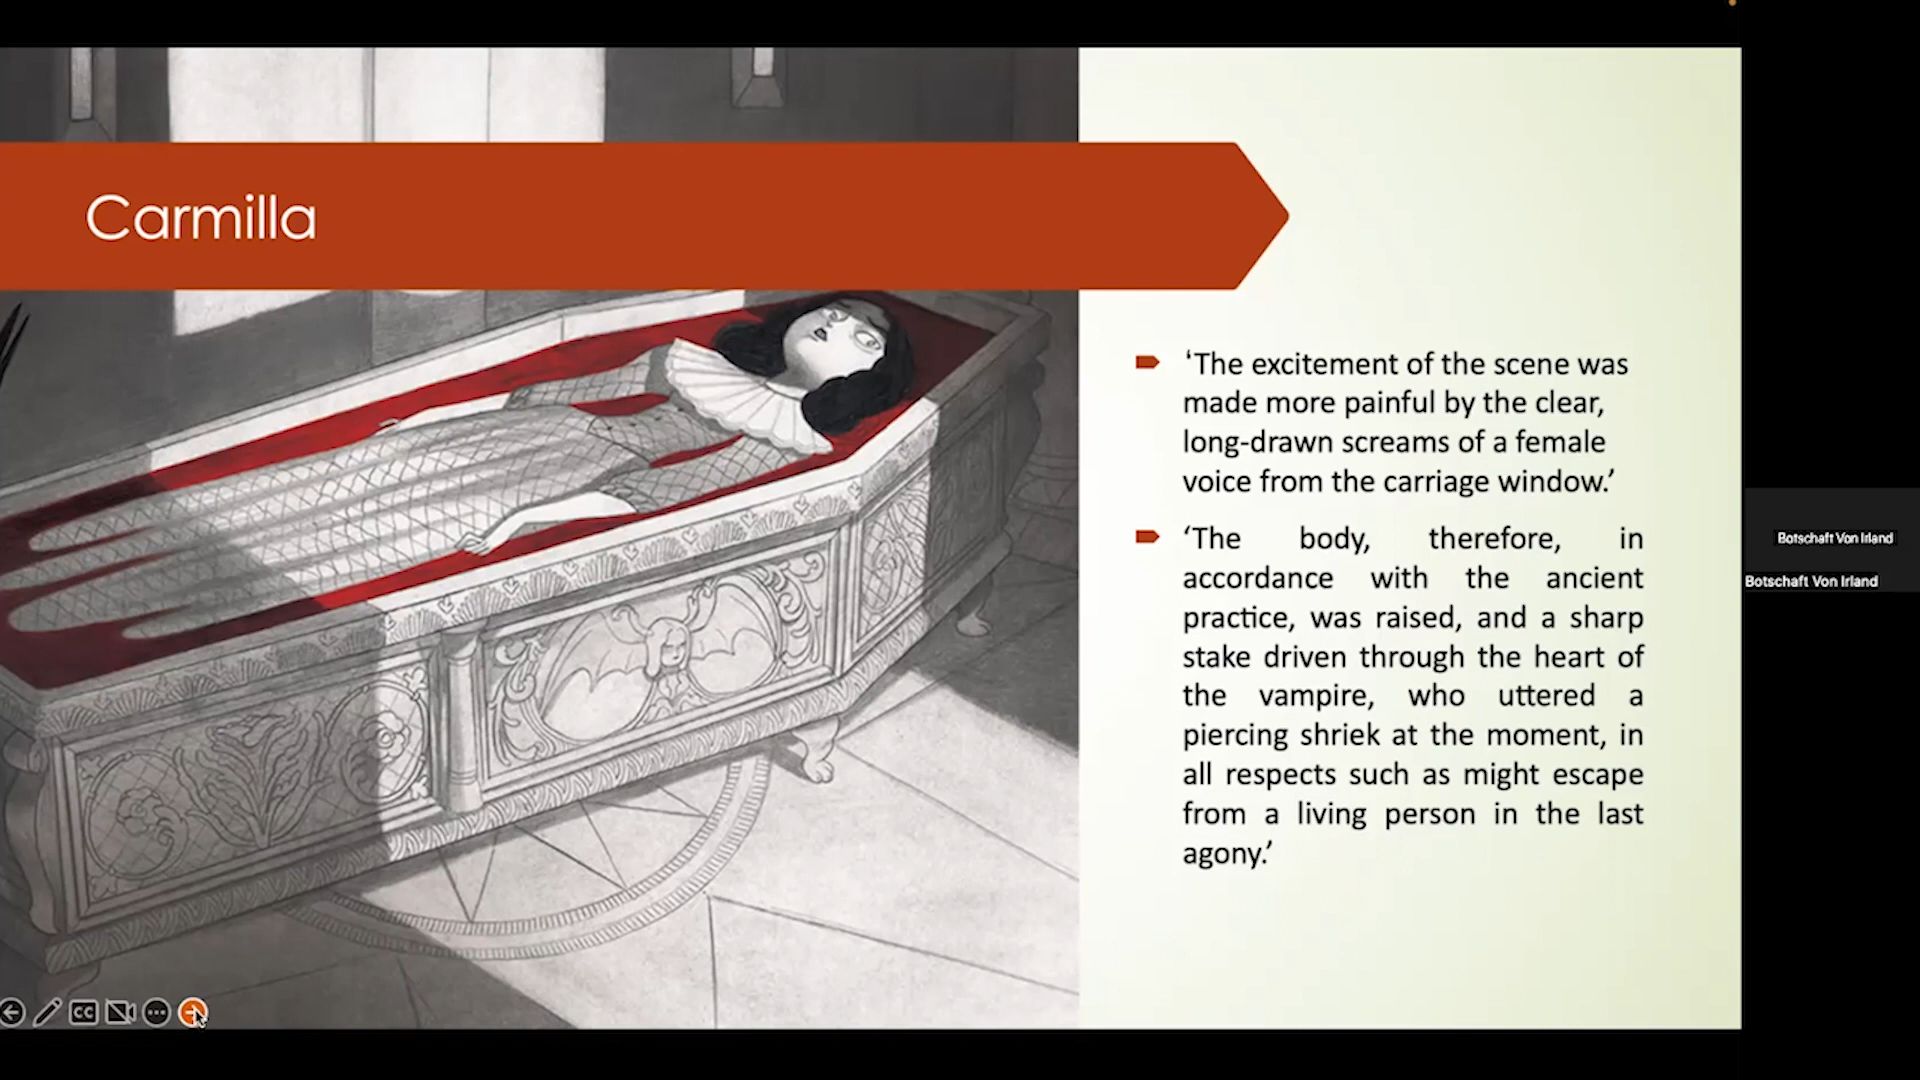 Carmilla
‘The excitement of the scene was
made more painful by the clear,
long-drawn screams of a female
voice from the carriage window.’
‘The body, therefore, in
accordance with the ancient
practice, was raised, and a sharp
stake driven through the heart of
the vampire, who uttered a
piercing shriek at the moment, in
all respects such as might escape
from a living person in the last
agony.’
Botschaft Von Irland
Botschaft Von Irland
CC